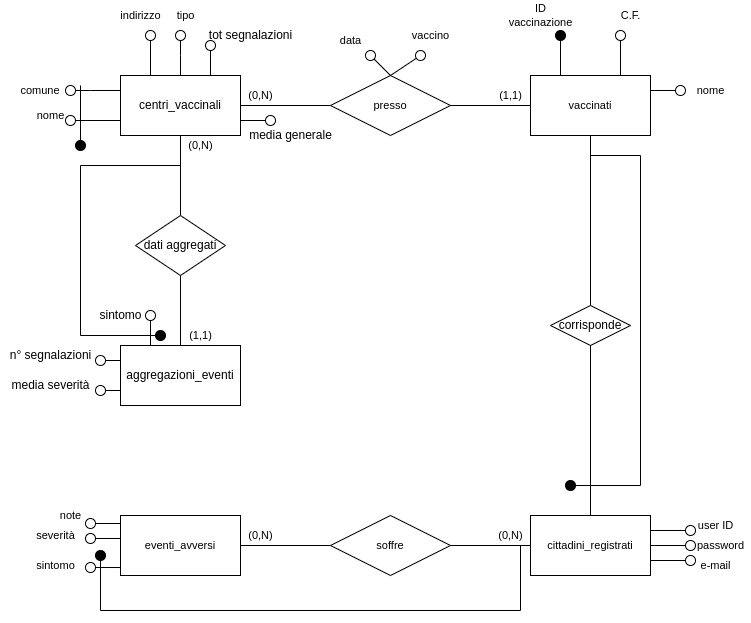 indirizzo
tipo
tot segnalazioni
comune
nome
centri_vaccinali
(0,N)
media generale
(0,N)
data
vaccino
presso
(1,1)
ID
vaccinazione
C.F.
vaccinati
nome
dati aggregati
sintomo
(1,1)
n° segnalazioni
media severità
aggregazioni_eventi
corrisponde
note
severità
sintomo
eventi_avversi
(0,N)
soffre
(0,N)
cittadini_registrati
user ID
password
e-mail